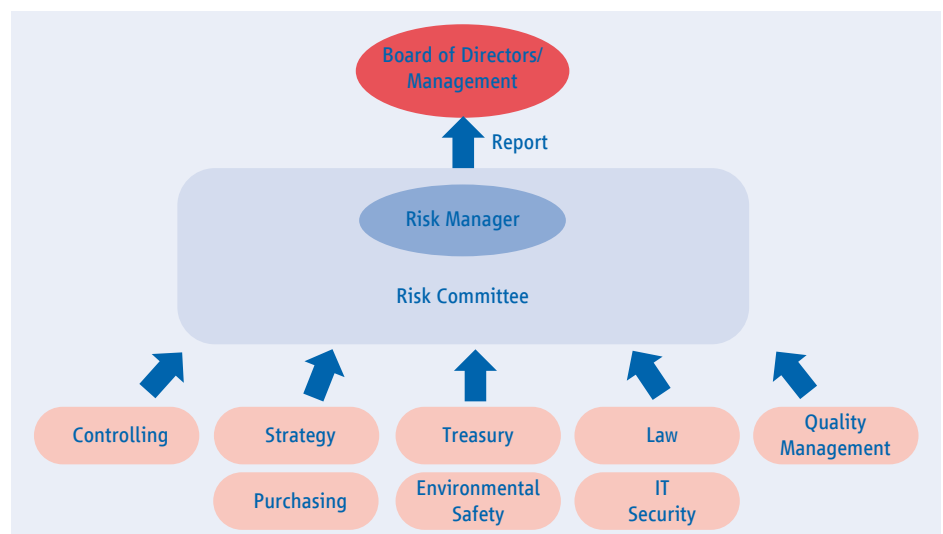 Board of Directors/
Management
Report
Risk Manager
Risk Committee
Controlling
Strategy
Treasury
Law
Quality
Management
Purchasing
Environmental
Safety
IT
Security